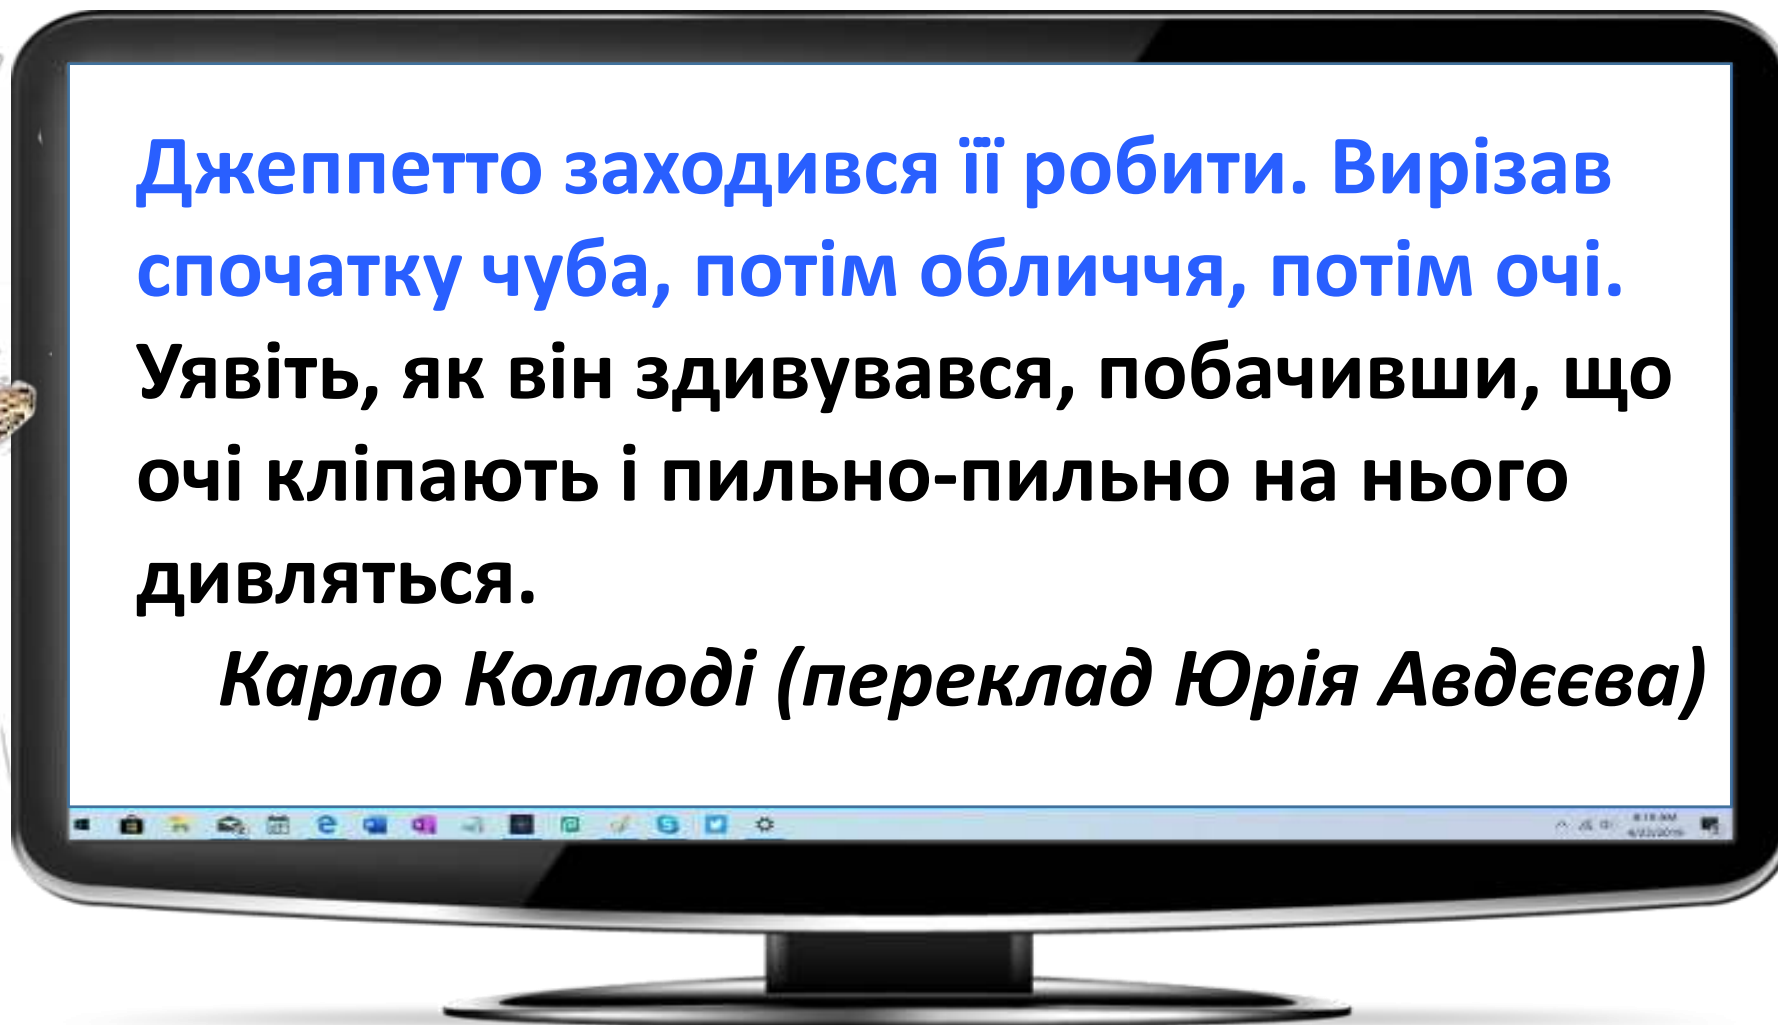 Джеппетто заходився її робити. Вирізав
спочатку чуба, потім обличчя, потім очі.
Уявіть, як він здивувався, побачивши, що
очі кліпають і пильно-пильно на нього
дивляться.
Карло Коллоді (переклад Юрія Авдєєва)